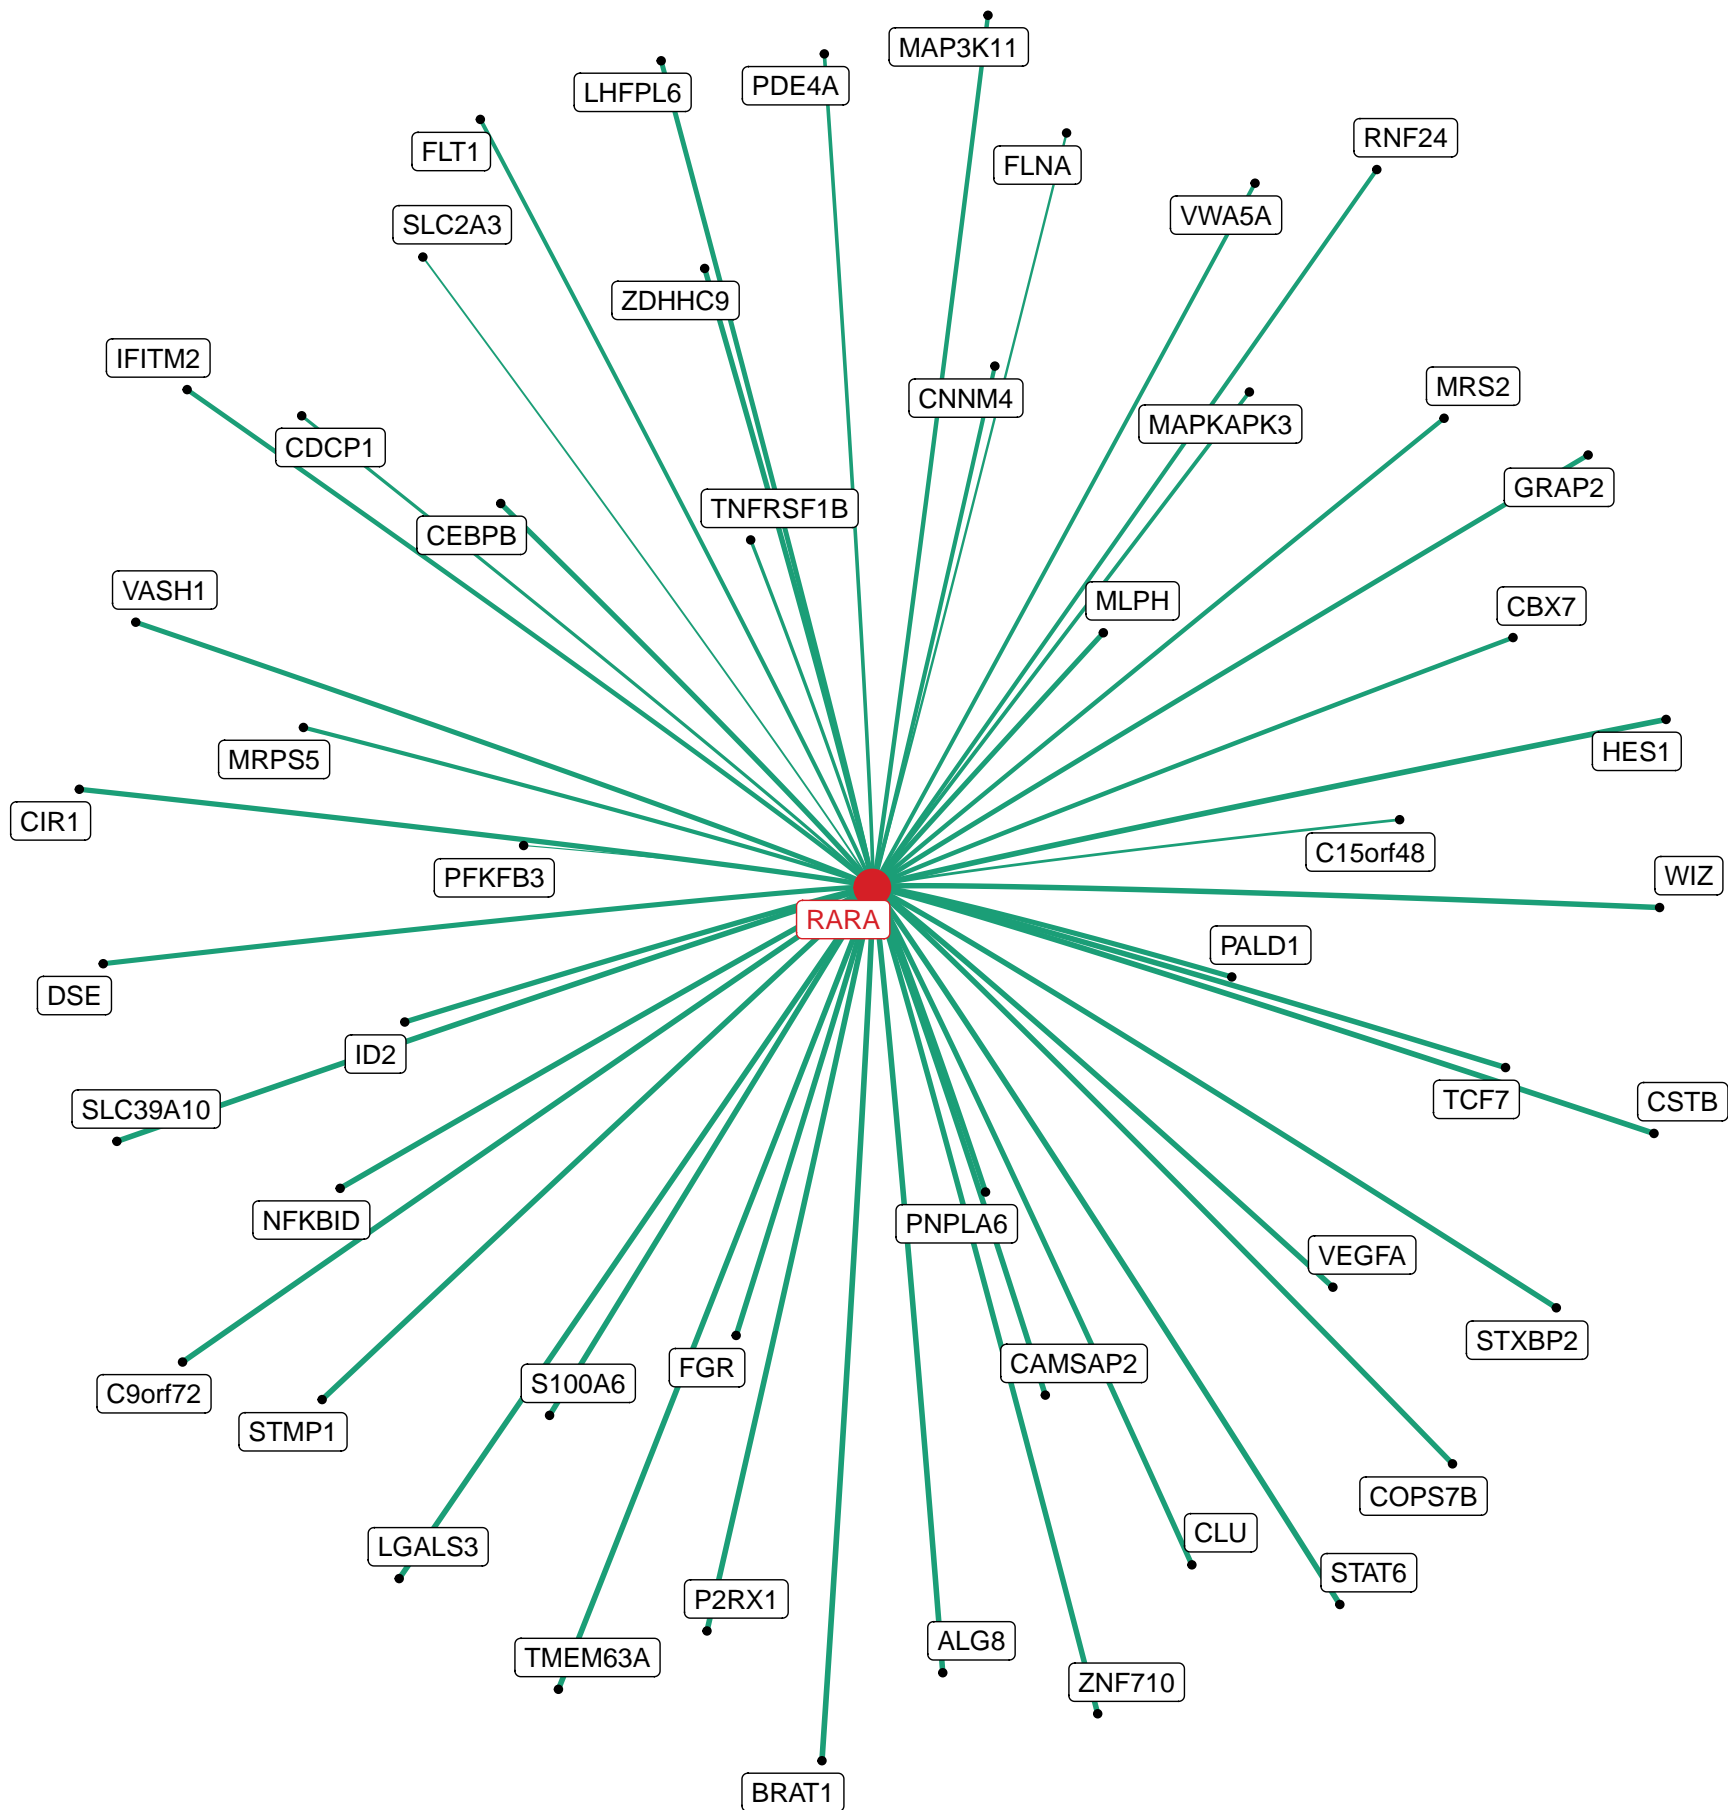 MAP3K11
PDE4A
LHFPL6
RNF24
FLT1
FLNA
VWA5A
SLC2A3
ZDHHC9
IFITM2
MRS2
CNNM4
MAPKAPK3
CDCP1
GRAP2
TNFRSF1B
CEBPB
VASH1
MLPH
CBX7
HES1
MRPS5
CIR1
C15orf48
PFKFB3
WIZ
RARA
PALD1
DSE
ID2
TCF7
CSTB
SLC39A10
NFKBID
PNPLA6
VEGFA
STXBP2
CAMSAP2
FGR
S100A6
C9orf72
STMP1
COPS7B
CLU
LGALS3
STAT6
P2RX1
ALG8
TMEM63A
ZNF710
BRAT1